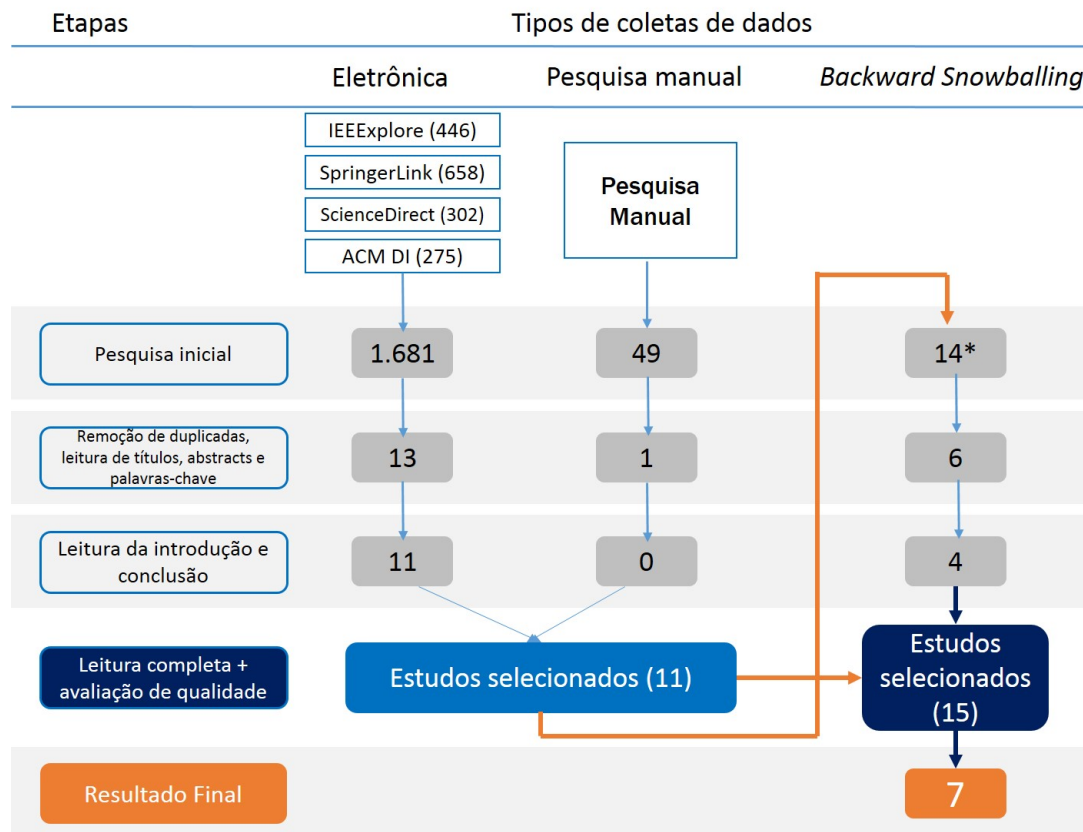 Etapas
Tipos de coletas de dados
Eletrônica
Pesquisa manual
Backward Snowballing
IEEExplore (446)
SpringerLink (658)
ScienceDirect (302)
ACM DI (275)
Pesquisa
Manual
Pesquisa inicial
1.681
49
14*
Remoção de duplicadas,
leitura de títulos, abstracts e
palavras-chave
13
1
6
Leitura da introdução e
conclusão
11
0
4
Leitura completa +
avaliação de qualidade
Estudos selecionados (11)
Estudos
selecionados
(15)
Resultado Final
7